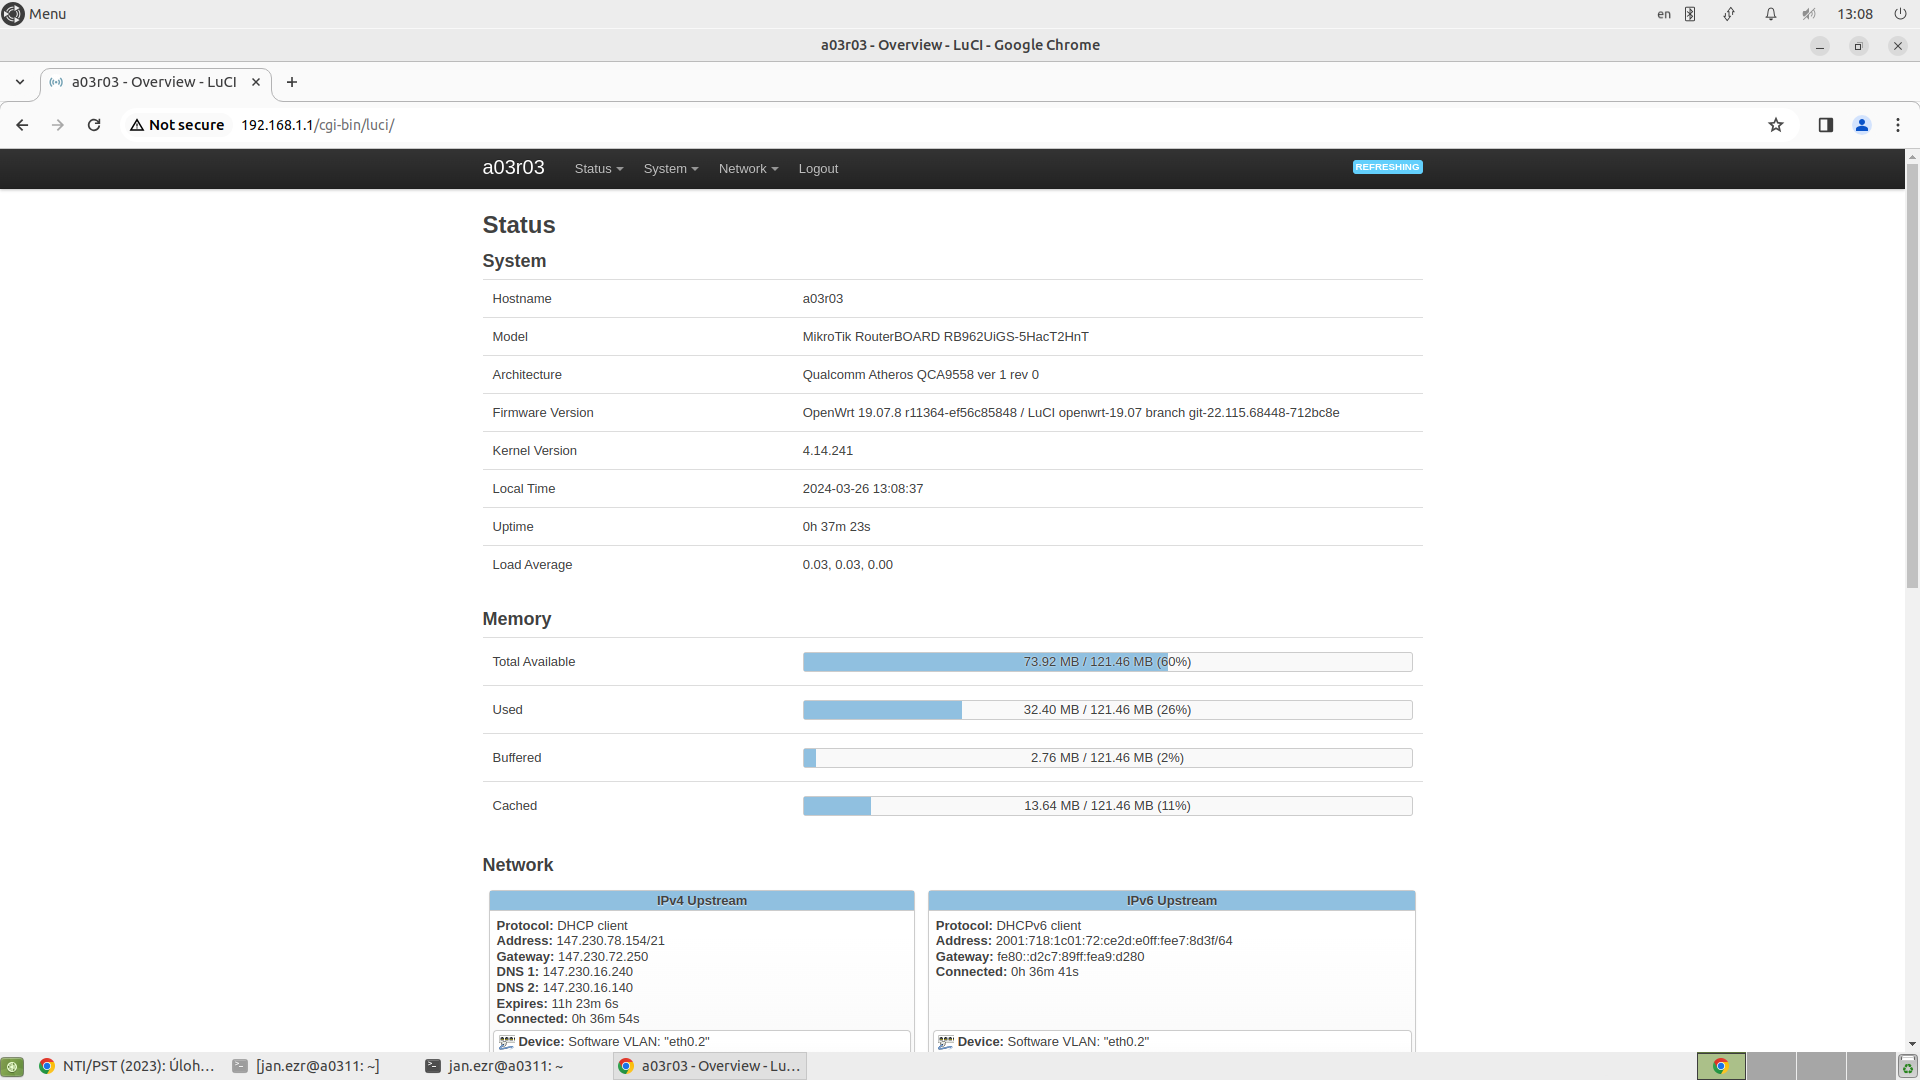 Menu
en
13:08
a03r03 - Overview - LuCI - Google Chrome
a03r03 - Overview - LuCI
Not secure 192.168.1.1/cgi-bin/luci/
a03r03 Status System Network Logout REFRESHING
Status
System
Hostname a03r03
Model MikroTik RouterBOARD RB962UiGS-5HacT2HnT
Architecture Qualcomm Atheros QCA9558 ver 1 rev 0
Firmware Version OpenWrt 19.07.8 r11364-ef56c85848 / LuCI openwrt-19.07 branch git-22.115.68448-712bc8e
Kernel Version 4.14.241
Local Time 2024-03-26 13:08:37
Uptime 0h 37m 23s
Load Average 0.03, 0.03, 0.00
Memory
Total Available 73.92 MB / 121.46 MB (60%)
Used 32.40 MB / 121.46 MB (26%)
Buffered 2.76 MB / 121.46 MB (2%)
Cached 13.64 MB / 121.46 MB (11%)
Network
IPv4 Upstream
Protocol: DHCP client
Address: 147.230.78.154/21
Gateway: 147.230.72.250
DNS 1: 147.230.16.240
DNS 2: 147.230.16.140
Expires: 11h 23m 6s
Connected: 0h 36m 54s
Device: Software VLAN: "eth0.2"
IPv6 Upstream
Protocol: DHCPv6 client
Address: 2001:718:1c01:72:ce2d:e0ff:fee7:8d3f/64
Gateway: fe80::d2c7:89ff:fea9:d280
Connected: 0h 36m 41s
Device: Software VLAN: "eth0.2"
NTI/PST (2023): Úloh...
[jan.ezr@a0311: ~]
jan.ezr@a0311: ~
a03r03 - Overview - Lu...